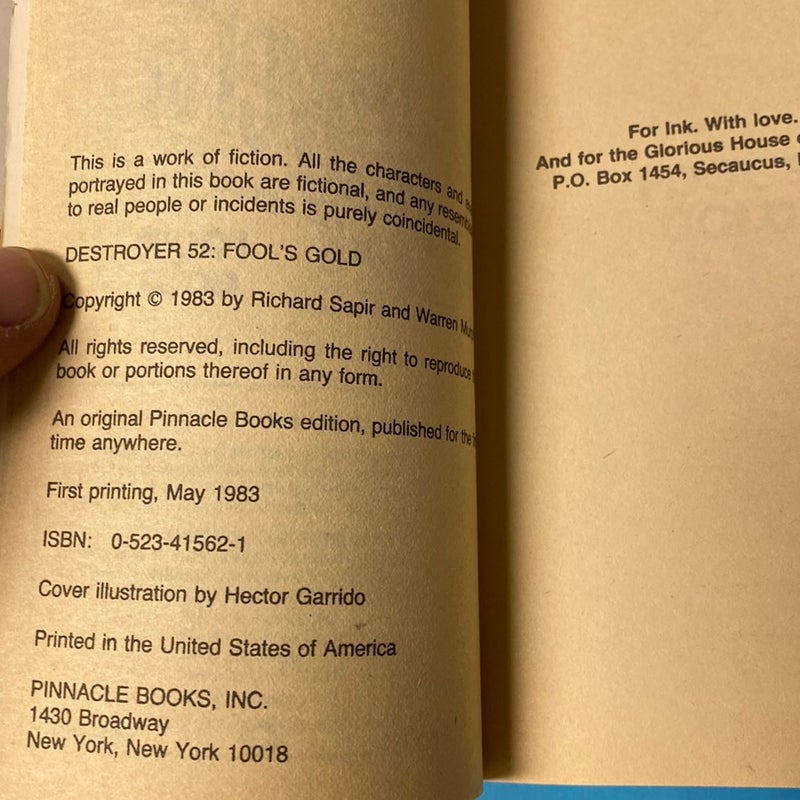 This is a work of fiction. All the characters and
portrayed in this book are fictional, and any
to real people or incidents is purely coincidental.
DESTROYER 52: FOOL'S GOLD
Copyright © 1983 by Richard Sapir and Warren
All rights reserved, including the right to reproduce
book or portions thereof in any form.
An original Pinnacle Books edition, published for the
time anywhere.
First printing, May 1983
ISBN: 0-523-41562-1
Cover illustration by Hector Garrido
Printed in the United States of America
PINNACLE BOOKS, INC.
1430 Broadway
New York, New York 10018
For Ink. With love.
And for the Glorious House
P.O. Box 1454, Secaucus,